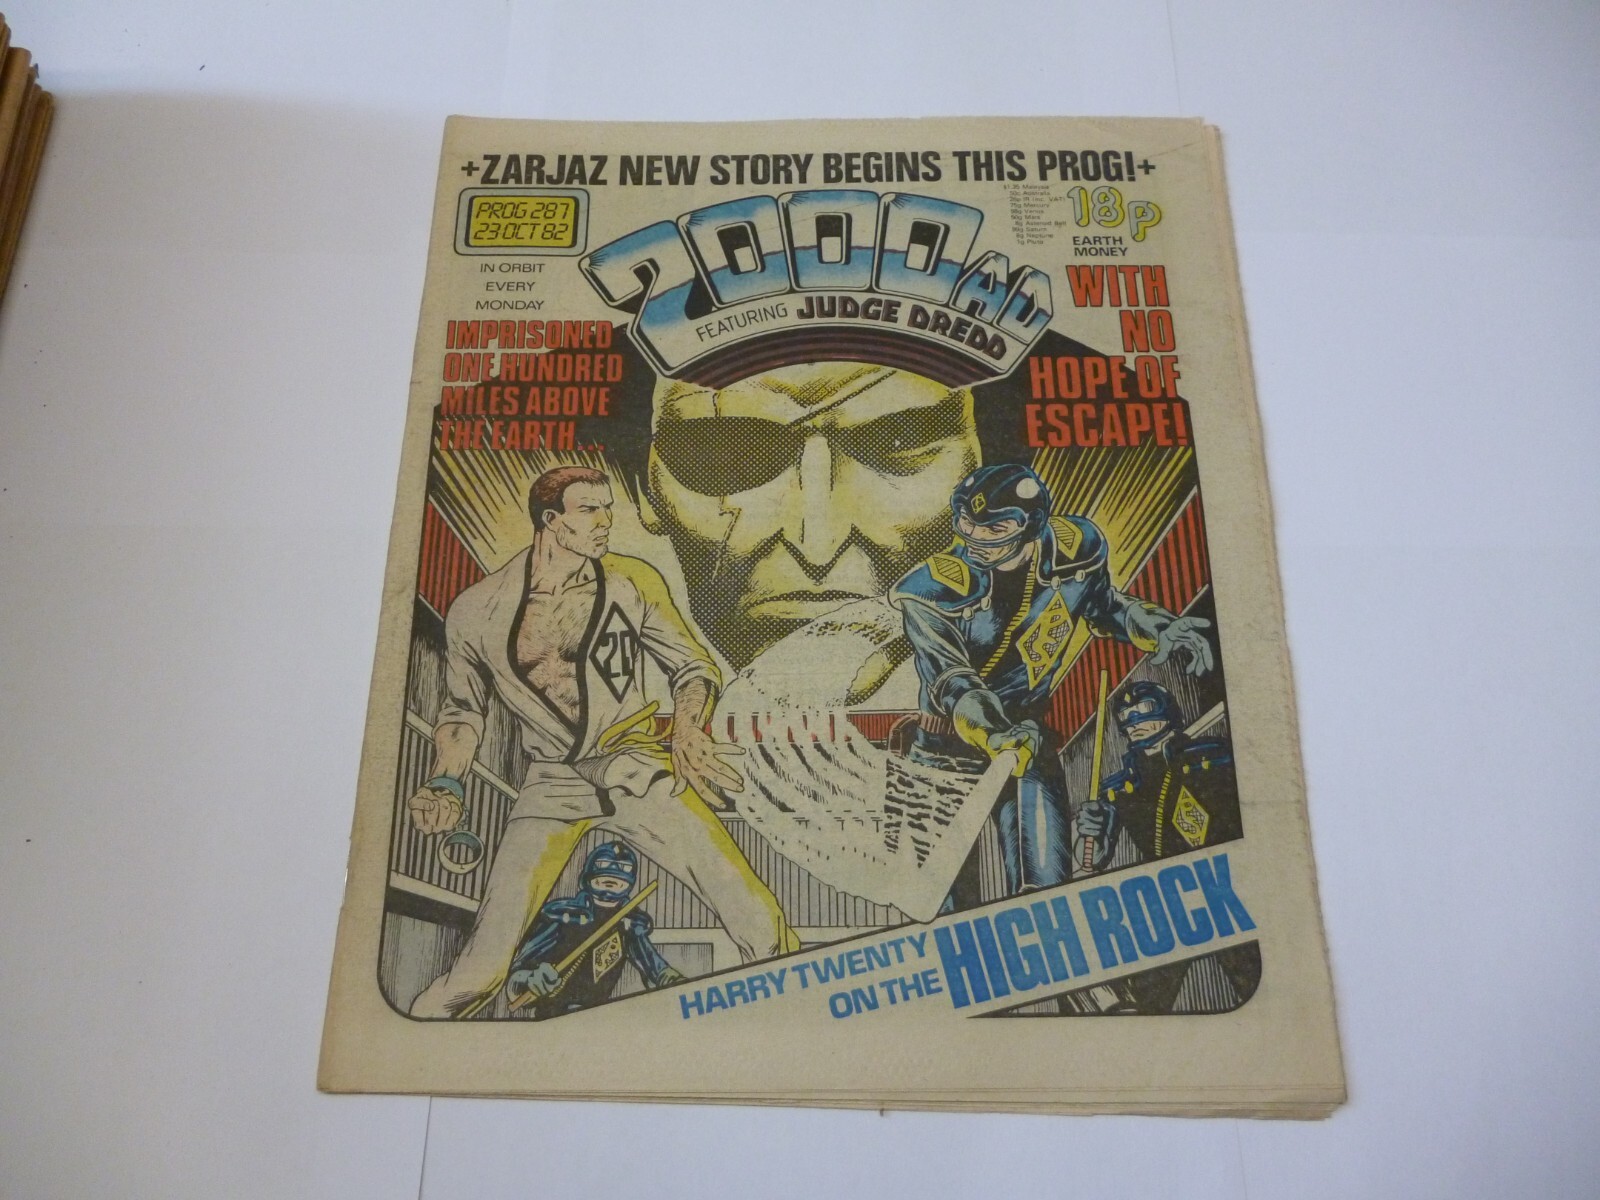 +ZARJAZ NEW STORY BEGINS THIS PROG!+
PROG 287
23 OCT 82
IN ORBIT
EVERY
MONDAY
2000 AD
FEATURING JUDGE DREDD
18p
EARTH
MONEY
IMPRISONED
ONE HUNDRED
MILES ABOVE
THE EARTH...
WITH
NO
HOPE OF
ESCAPE!
20
HARRY TWENTY
ON THE
HIGH ROCK